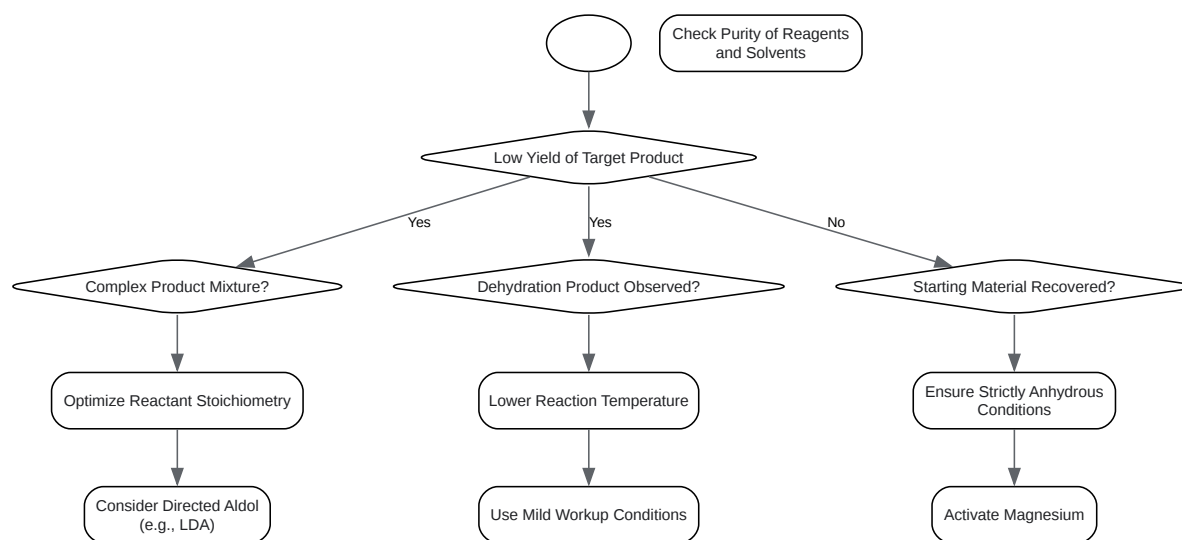 Check Purity of Reagents
and Solvents
Low Yield of Target Product
Yes
Yes
No
Complex Product Mixture?
Dehydration Product Observed?
Starting Material Recovered?
Optimize Reactant Stoichiometry
Lower Reaction Temperature
Ensure Strictly Anhydrous
Conditions
Consider Directed Aldol
(e.g., LDA)
Use Mild Workup Conditions
Activate Magnesium